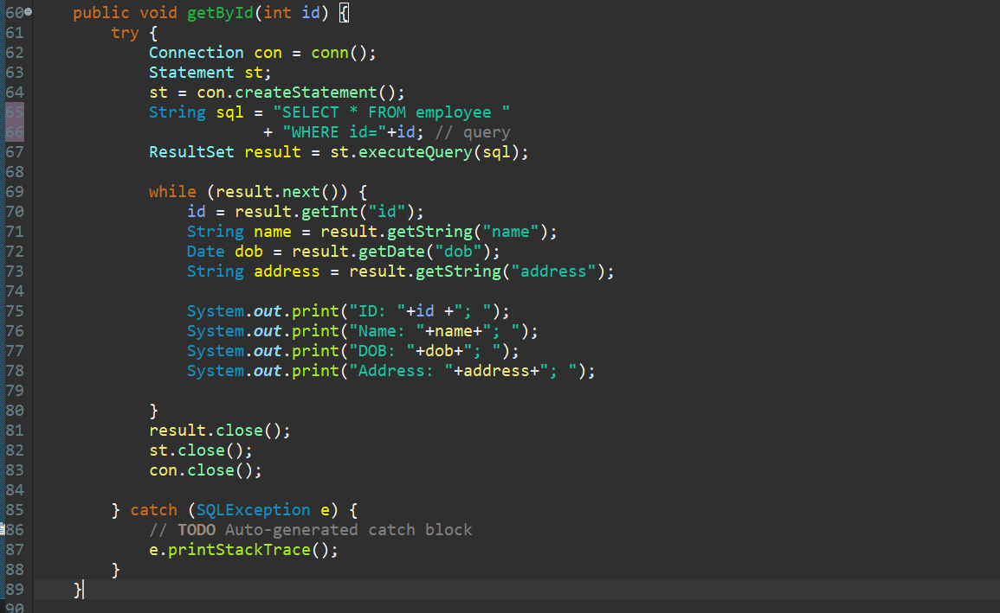 60 public void getById(int id) {
61 try {
62 Connection con = conn();
63 Statement st;
64 st = con.createStatement();
65 String sql = "SELECT * FROM employee "
66 + "WHERE id="+id; // query
67 ResultSet result = st.executeQuery(sql);
68
69 while (result.next()) {
70 id = result.getInt("id");
71 String name = result.getString("name");
72 Date dob = result.getDate("dob");
73 String address = result.getString("address");
74
75 System.out.print("ID: "+id +"; ");
76 System.out.print("Name: "+name+"; ");
77 System.out.print("DOB: "+dob+"; ");
78 System.out.print("Address: "+address+"; ");
79
80 }
81 result.close();
82 st.close();
83 con.close();
84
85 } catch (SQLException e) {
86 // TODO Auto-generated catch block
87 e.printStackTrace();
88 }
89 }
90